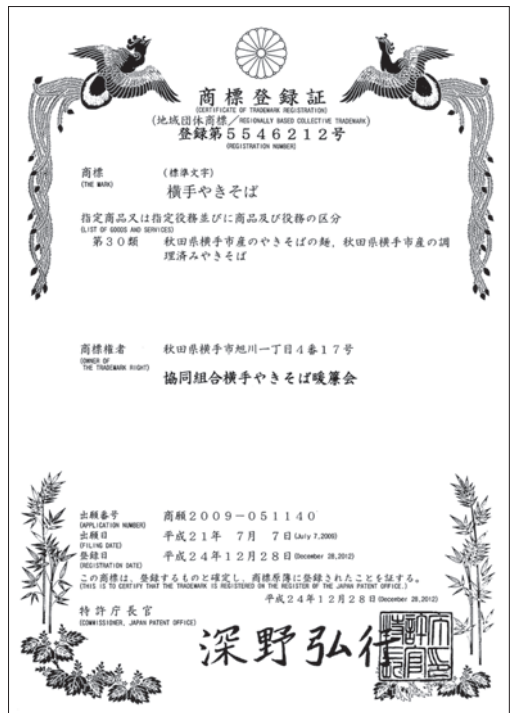 商標登録証
(CERTIFICATE OF TRADEMARK REGISTRATION)
(地域団体商標/REGIONALLY BASED COLLECTIVE TRADEMARK)
登録第5546212号
(REGISTRATION NUMBER)
商標 (標準文字)
(THE MARK)
横手やきそば
指定商品又は指定役務並びに商品及び役務の区分
(LIST OF GOODS AND SERVICES)
第30類 秋田県横手市産のやきそばの麺，秋田県横手市産の調
理済みやきそば
商標権者 秋田県横手市旭川一丁目4番17号
(OWNER OF
THE TRADEMARK RIGHT)
協同組合横手やきそば暖簾会
出願番号 商願2009-051140
(APPLICATION NUMBER)
出願日 平成21年 7月 7日(July 7,2009)
(FILING DATE)
登録日 平成24年12月28日(December 28,2012)
(REGISTRATION DATE)
この商標は、登録するものと確定し、商標原簿に登録されたことを証する。
(THIS IS TO CERTIFY THAT THE TRADEMARK IS REGISTERED ON THE REGISTER OF THE JAPAN PATENT OFFICE.)
平成24年12月28日(December 28,2012)
特許庁長官
(COMMISSIONER, JAPAN PATENT OFFICE)
深野弘行